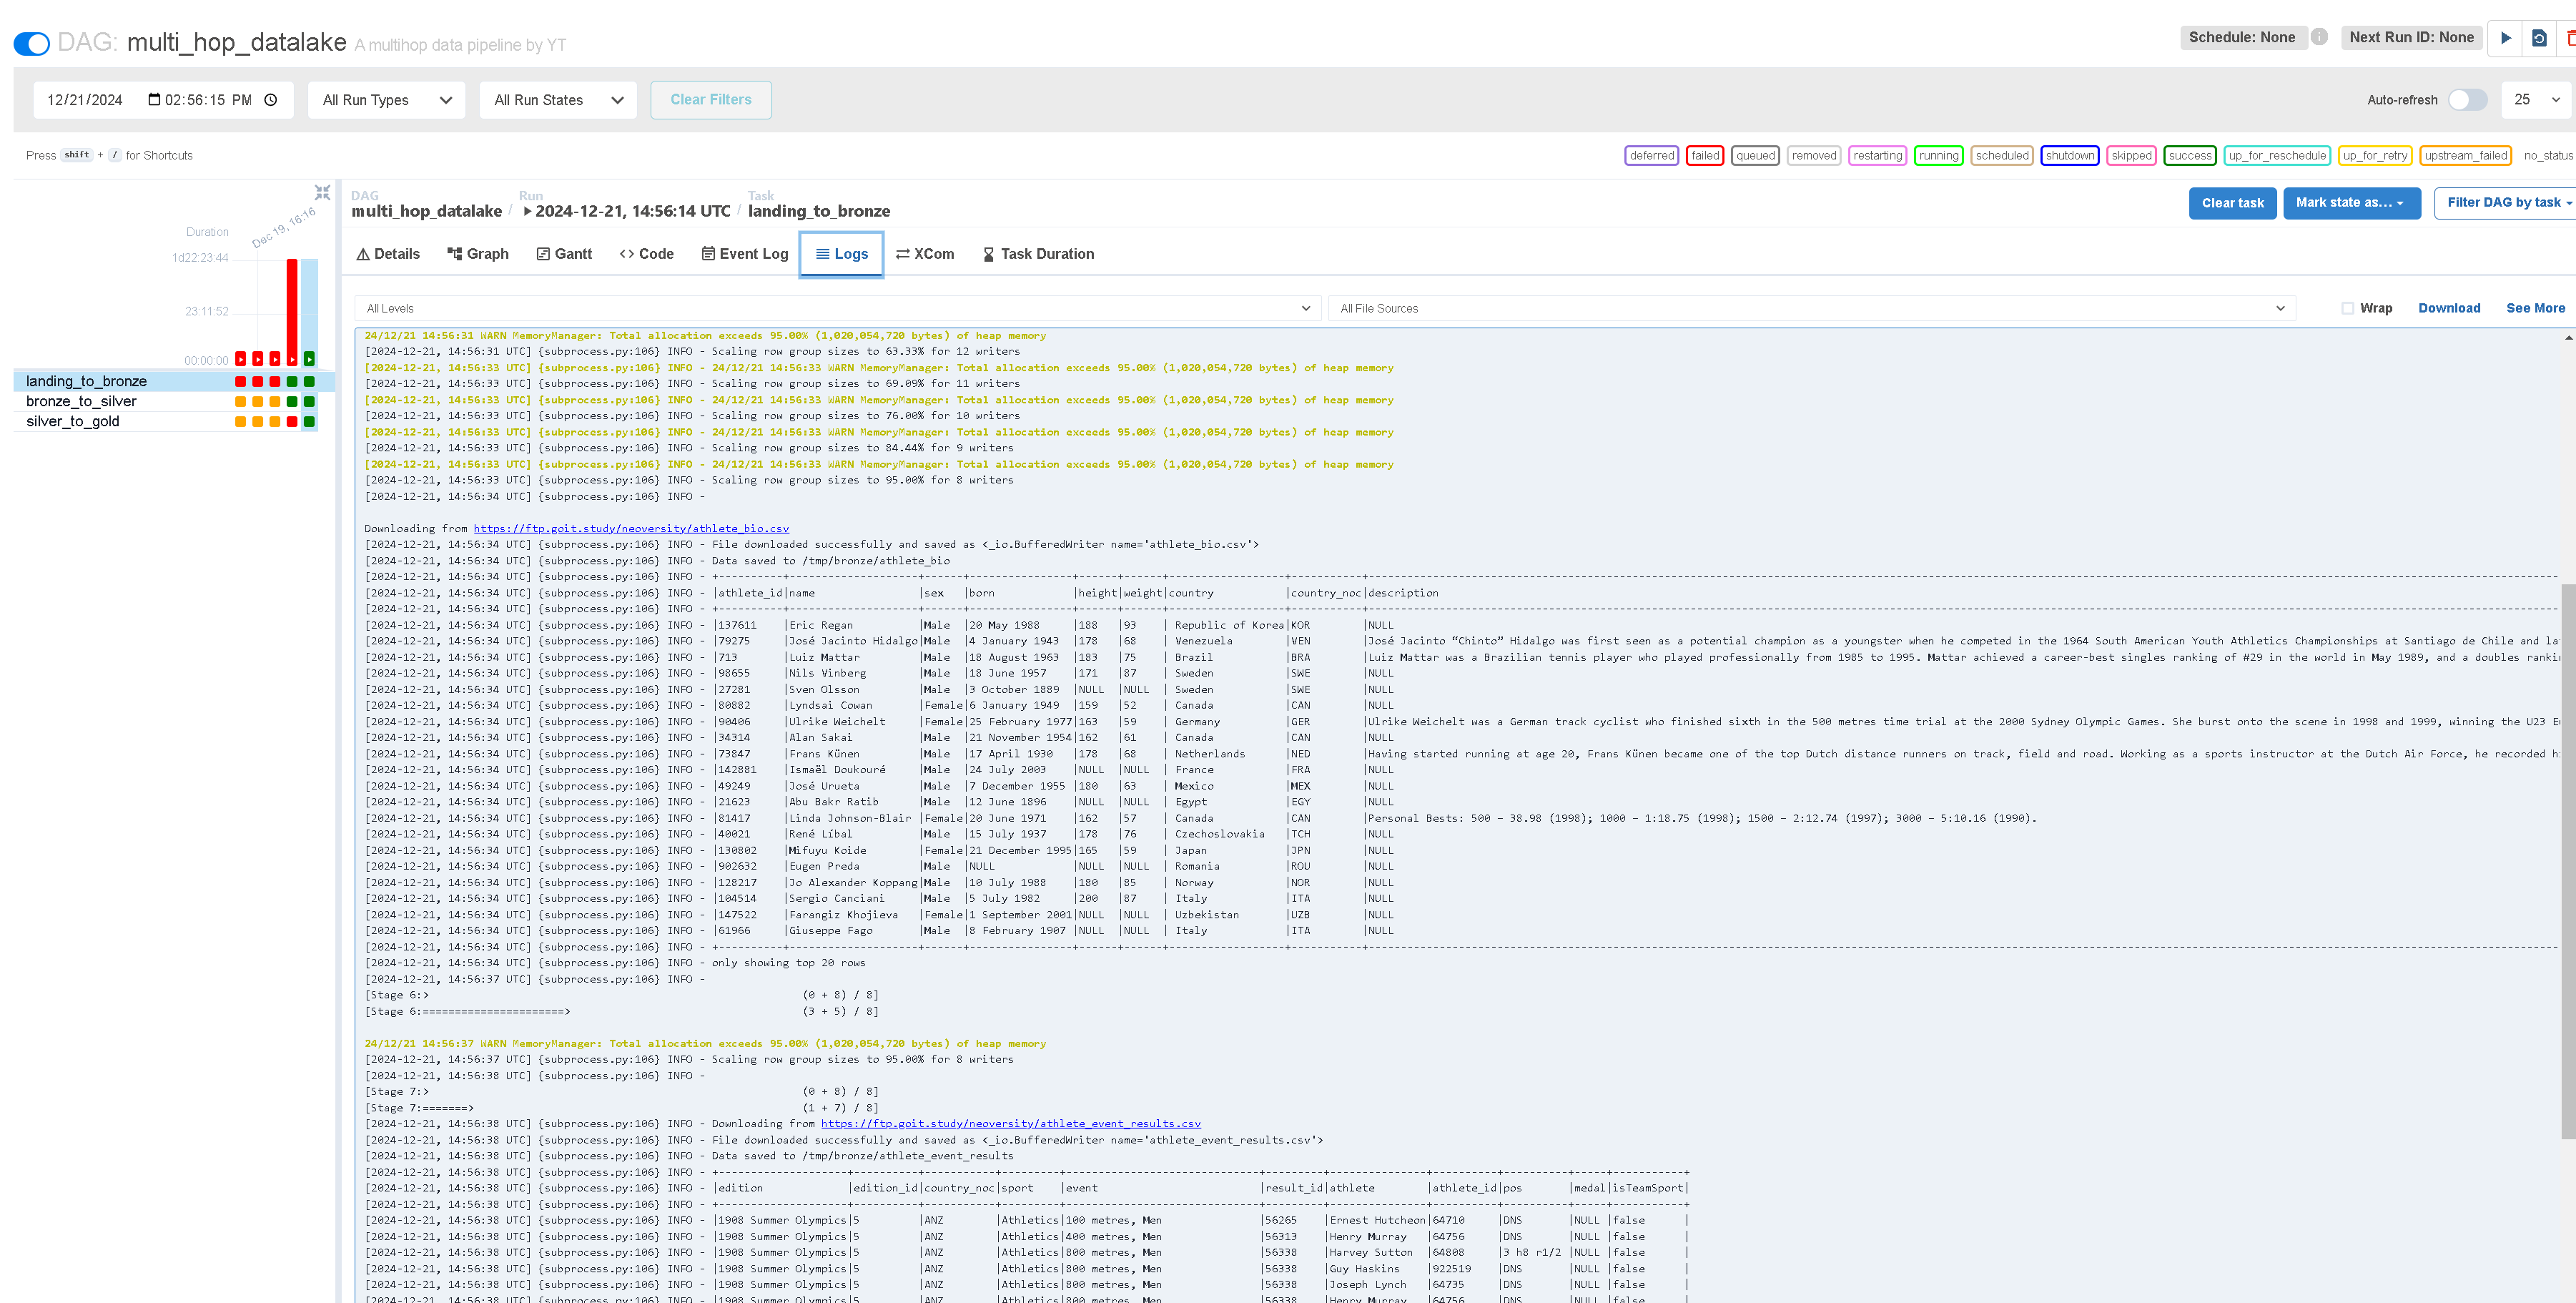 DAG: multi_hop_datalake A multihop data pipeline by YT
Schedule: None Next Run ID: None
12/21/2024 02:56:15 PM All Run Types All Run States Clear Filters Auto-refresh 25
Press shift + / for Shortcuts
deferred failed queued removed restarting running scheduled shutdown skipped success up_for_reschedule up_for_retry upstream_failed no_status
Duration
Dec 19, 16:16
1d22:23:44
23:11:52
00:00:00
landing_to_bronze
bronze_to_silver
silver_to_gold
DAG Run Task
multi_hop_datalake / 2024-12-21, 14:56:14 UTC / landing_to_bronze
Clear task Mark state as... Filter DAG by task
Details Graph Gantt Code Event Log Logs XCom Task Duration
All Levels All File Sources Wrap Download See More
24/12/21 14:56:31 WARN MemoryManager: Total allocation exceeds 95.00% (1,020,054,720 bytes) of heap memory
[2024-12-21, 14:56:31 UTC] {subprocess.py:106} INFO - Scaling row group sizes to 63.33% for 12 writers
[2024-12-21, 14:56:33 UTC] {subprocess.py:106} INFO - 24/12/21 14:56:33 WARN MemoryManager: Total allocation exceeds 95.00% (1,020,054,720 bytes) of heap memory
[2024-12-21, 14:56:33 UTC] {subprocess.py:106} INFO - Scaling row group sizes to 69.09% for 11 writers
[2024-12-21, 14:56:33 UTC] {subprocess.py:106} INFO - 24/12/21 14:56:33 WARN MemoryManager: Total allocation exceeds 95.00% (1,020,054,720 bytes) of heap memory
[2024-12-21, 14:56:33 UTC] {subprocess.py:106} INFO - Scaling row group sizes to 76.00% for 10 writers
[2024-12-21, 14:56:33 UTC] {subprocess.py:106} INFO - 24/12/21 14:56:33 WARN MemoryManager: Total allocation exceeds 95.00% (1,020,054,720 bytes) of heap memory
[2024-12-21, 14:56:33 UTC] {subprocess.py:106} INFO - Scaling row group sizes to 84.44% for 9 writers
[2024-12-21, 14:56:33 UTC] {subprocess.py:106} INFO - 24/12/21 14:56:33 WARN MemoryManager: Total allocation exceeds 95.00% (1,020,054,720 bytes) of heap memory
[2024-12-21, 14:56:33 UTC] {subprocess.py:106} INFO - Scaling row group sizes to 95.00% for 8 writers
[2024-12-21, 14:56:34 UTC] {subprocess.py:106} INFO -
Downloading from https://ftp.goit.study/neoversity/athlete_bio.csv
[2024-12-21, 14:56:34 UTC] {subprocess.py:106} INFO - File downloaded successfully and saved as <_io.BufferedWriter name='athlete_bio.csv'>
[2024-12-21, 14:56:34 UTC] {subprocess.py:106} INFO - Data saved to /tmp/bronze/athlete_bio
[2024-12-21, 14:56:34 UTC] {subprocess.py:106} INFO - +----------+--------------------+------+----------------+------+------+------------------+-----------+------------------------------
[2024-12-21, 14:56:34 UTC] {subprocess.py:106} INFO - |athlete_id|name |sex |born |height|weight|country |country_noc|description
[2024-12-21, 14:56:34 UTC] {subprocess.py:106} INFO - +----------+--------------------+------+----------------+------+------+------------------+-----------+------------------------------
[2024-12-21, 14:56:34 UTC] {subprocess.py:106} INFO - |137611 |Eric Regan |Male |20 May 1988 |188 |93 | Republic of Korea|KOR |NULL
[2024-12-21, 14:56:34 UTC] {subprocess.py:106} INFO - |79275 |José Jacinto Hidalgo|Male |4 January 1943 |178 |68 | Venezuela |VEN |José Jacinto “Chinto” Hidalgo was first seen as a potential champion as a youngster when he competed in the 1964 South American Youth Athletics Championships at Santiago de Chile and la
[2024-12-21, 14:56:34 UTC] {subprocess.py:106} INFO - |713 |Luiz Mattar |Male |18 August 1963 |183 |75 | Brazil |BRA |Luiz Mattar was a Brazilian tennis player who played professionally from 1985 to 1995. Mattar achieved a career-best singles ranking of #29 in the world in May 1989, and a doubles ranki
[2024-12-21, 14:56:34 UTC] {subprocess.py:106} INFO - |98655 |Nils Vinberg |Male |18 June 1957 |171 |87 | Sweden |SWE |NULL
[2024-12-21, 14:56:34 UTC] {subprocess.py:106} INFO - |27281 |Sven Olsson |Male |3 October 1889 |NULL |NULL | Sweden |SWE |NULL
[2024-12-21, 14:56:34 UTC] {subprocess.py:106} INFO - |80882 |Lyndsai Cowan |Female|6 January 1949 |159 |52 | Canada |CAN |NULL
[2024-12-21, 14:56:34 UTC] {subprocess.py:106} INFO - |90406 |Ulrike Weichelt |Female|25 February 1977|163 |59 | Germany |GER |Ulrike Weichelt was a German track cyclist who finished sixth in the 500 metres time trial at the 2000 Sydney Olympic Games. She burst onto the scene in 1998 and 1999, winning the U23 E
[2024-12-21, 14:56:34 UTC] {subprocess.py:106} INFO - |34314 |Alan Sakai |Male |21 November 1954|162 |61 | Canada |CAN |NULL
[2024-12-21, 14:56:34 UTC] {subprocess.py:106} INFO - |73847 |Frans Künen |Male |17 April 1930 |178 |68 | Netherlands |NED |Having started running at age 20, Frans Künen became one of the top Dutch distance runners on track, field and road. Working as a sports instructor at the Dutch Air Force, he recorded hi
[2024-12-21, 14:56:34 UTC] {subprocess.py:106} INFO - |142881 |Ismaël Doukouré |Male |24 July 2003 |NULL |NULL | France |FRA |NULL
[2024-12-21, 14:56:34 UTC] {subprocess.py:106} INFO - |49249 |José Urueta |Male |7 December 1955 |180 |63 | Mexico |MEX |NULL
[2024-12-21, 14:56:34 UTC] {subprocess.py:106} INFO - |21623 |Abu Bakr Ratib |Male |12 June 1896 |NULL |NULL | Egypt |EGY |NULL
[2024-12-21, 14:56:34 UTC] {subprocess.py:106} INFO - |81417 |Linda Johnson-Blair |Female|20 June 1971 |162 |57 | Canada |CAN |Personal Bests: 500 – 38.98 (1998); 1000 – 1:18.75 (1998); 1500 – 2:12.74 (1997); 3000 – 5:10.16 (1990).
[2024-12-21, 14:56:34 UTC] {subprocess.py:106} INFO - |40021 |René Líbal |Male |15 July 1937 |178 |76 | Czechoslovakia |TCH |NULL
[2024-12-21, 14:56:34 UTC] {subprocess.py:106} INFO - |130802 |Mifuyu Koide |Female|21 December 1995|165 |59 | Japan |JPN |NULL
[2024-12-21, 14:56:34 UTC] {subprocess.py:106} INFO - |902632 |Eugen Preda |Male |NULL |NULL |NULL | Romania |ROU |NULL
[2024-12-21, 14:56:34 UTC] {subprocess.py:106} INFO - |128217 |Jo Alexander Koppang|Male |10 July 1988 |180 |85 | Norway |NOR |NULL
[2024-12-21, 14:56:34 UTC] {subprocess.py:106} INFO - |104514 |Sergio Canciani |Male |5 July 1982 |200 |87 | Italy |ITA |NULL
[2024-12-21, 14:56:34 UTC] {subprocess.py:106} INFO - |147522 |Farangiz Khojieva |Female|1 September 2001|NULL |NULL | Uzbekistan |UZB |NULL
[2024-12-21, 14:56:34 UTC] {subprocess.py:106} INFO - |61966 |Giuseppe Fago |Male |8 February 1907 |NULL |NULL | Italy |ITA |NULL
[2024-12-21, 14:56:34 UTC] {subprocess.py:106} INFO - +----------+--------------------+------+----------------+------+------+------------------+-----------+------------------------------
[2024-12-21, 14:56:34 UTC] {subprocess.py:106} INFO - only showing top 20 rows
[2024-12-21, 14:56:37 UTC] {subprocess.py:106} INFO -
[Stage 6:> (0 + 8) / 8]
[Stage 6:======================> (3 + 5) / 8]
24/12/21 14:56:37 WARN MemoryManager: Total allocation exceeds 95.00% (1,020,054,720 bytes) of heap memory
[2024-12-21, 14:56:37 UTC] {subprocess.py:106} INFO - Scaling row group sizes to 95.00% for 8 writers
[2024-12-21, 14:56:38 UTC] {subprocess.py:106} INFO -
[Stage 7:> (0 + 8) / 8]
[Stage 7:=======> (1 + 7) / 8]
[2024-12-21, 14:56:38 UTC] {subprocess.py:106} INFO - Downloading from https://ftp.goit.study/neoversity/athlete_event_results.csv
[2024-12-21, 14:56:38 UTC] {subprocess.py:106} INFO - File downloaded successfully and saved as <_io.BufferedWriter name='athlete_event_results.csv'>
[2024-12-21, 14:56:38 UTC] {subprocess.py:106} INFO - Data saved to /tmp/bronze/athlete_event_results
[2024-12-21, 14:56:38 UTC] {subprocess.py:106} INFO - +--------------------+----------+-----------+---------+------------------------------+---------+---------------+----------+----------+-----+-----------+
[2024-12-21, 14:56:38 UTC] {subprocess.py:106} INFO - |edition |edition_id|country_noc|sport |event |result_id|athlete |athlete_id|pos |medal|isTeamSport|
[2024-12-21, 14:56:38 UTC] {subprocess.py:106} INFO - +--------------------+----------+-----------+---------+------------------------------+---------+---------------+----------+----------+-----+-----------+
[2024-12-21, 14:56:38 UTC] {subprocess.py:106} INFO - |1908 Summer Olympics|5 |ANZ |Athletics|100 metres, Men |56265 |Ernest Hutcheon|64710 |DNS |NULL |false |
[2024-12-21, 14:56:38 UTC] {subprocess.py:106} INFO - |1908 Summer Olympics|5 |ANZ |Athletics|400 metres, Men |56313 |Henry Murray |64756 |DNS |NULL |false |
[2024-12-21, 14:56:38 UTC] {subprocess.py:106} INFO - |1908 Summer Olympics|5 |ANZ |Athletics|800 metres, Men |56338 |Harvey Sutton |64808 |3 h8 r1/2 |NULL |false |
[2024-12-21, 14:56:38 UTC] {subprocess.py:106} INFO - |1908 Summer Olympics|5 |ANZ |Athletics|800 metres, Men |56338 |Guy Haskins |922519 |DNS |NULL |false |
[2024-12-21, 14:56:38 UTC] {subprocess.py:106} INFO - |1908 Summer Olympics|5 |ANZ |Athletics|800 metres, Men |56338 |Joseph Lynch |64735 |DNS |NULL |false |
[2024-12-21, 14:56:38 UTC] {subprocess.py:106} INFO - |1908 Summer Olympics|5 |ANZ |Athletics|800 metres, Men |56338 |Henry Murray |64756 |DNS |NULL |false |